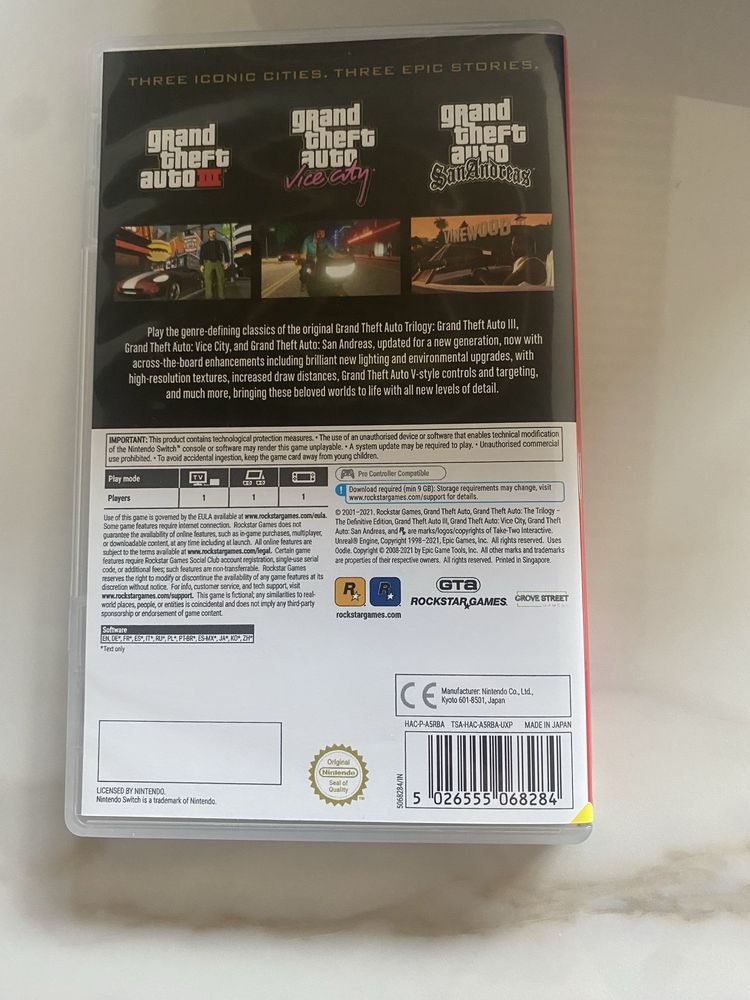 THREE ICONIC CITIES. THREE EPIC STORIES.
grand
theft
auto III
grand
theft
auto
Vice City
grand
theft
auto
San Andreas
VINEWOOD
Play the genre-defining classics of the original Grand Theft Auto Trilogy: Grand Theft Auto III,
Grand Theft Auto: Vice City, and Grand Theft Auto: San Andreas, updated for a new generation, now with
across-the-board enhancements including brilliant new lighting and environmental upgrades, with
high-resolution textures, increased draw distances, Grand Theft Auto V-style controls and targeting,
and much more, bringing these beloved worlds to life with all new levels of detail.
IMPORTANT: This product contains technological protection measures. • The use of an unauthorised device or software that enables technical modification
of the Nintendo Switch™ console or software may render this game unplayable. • A system update may be required to play. • Unauthorised commercial
use prohibited. • To avoid accidental ingestion, keep the game card away from young children.
Play mode TV
Players 1 1 1
Pro Controller Compatible
! Download required (min 9 GB); Storage requirements may change, visit
www.rockstargames.com/support for details.
Use of this game is governed by the EULA available at www.rockstargames.com/eula.
Some game features require internet connection. Rockstar Games does not
guarantee the availability of online features, such as in-game purchases, multiplayer,
or downloadable content, at any time including at launch. All online features are
subject to the terms available at www.rockstargames.com/legal. Certain game
features require Rockstar Games Social Club account registration, single-use serial
code, or additional fees; such features are non-transferrable. Rockstar Games
reserves the right to modify or discontinue the availability of any game features at its
discretion without notice. For info, customer service, and tech support, visit
www.rockstargames.com/support. This game is fictional; any similarities to real-
world places, people, or entities is coincidental and does not imply any third-party
sponsorship or endorsement of game content.
© 2001–2021. Rockstar Games, Grand Theft Auto, Grand Theft Auto: The Trilogy –
The Definitive Edition, Grand Theft Auto III, Grand Theft Auto: Vice City, Grand Theft
Auto: San Andreas, and R★ are marks/logos/copyrights of Take-Two Interactive.
Unreal® Engine, Copyright 1998–2021, Epic Games, Inc. All rights reserved. Uses
Oodle. Copyright © 2008-2021 by Epic Game Tools, Inc. All other marks and trademarks
are properties of their respective owners. All rights reserved. Printed in Singapore.
R★ R★
rockstargames.com
GTA
ROCKSTAR GAMES.
GROVE STREET
GAMES
Software
EN, DE*, FR*, ES*, IT*, RU*, PL*, PT-BR*, ES-MX*, JA*, KO*, ZH*
*Text only
CE Manufacturer: Nintendo Co., Ltd.,
Kyoto 601-8501, Japan
HAC-P-A5RBA TSA-HAC-A5RBA-UXP MADE IN JAPAN
Original
Nintendo
Seal of
Quality
TM
5068284/IN
5 026555 068284
LICENSED BY NINTENDO.
Nintendo Switch is a trademark of Nintendo.